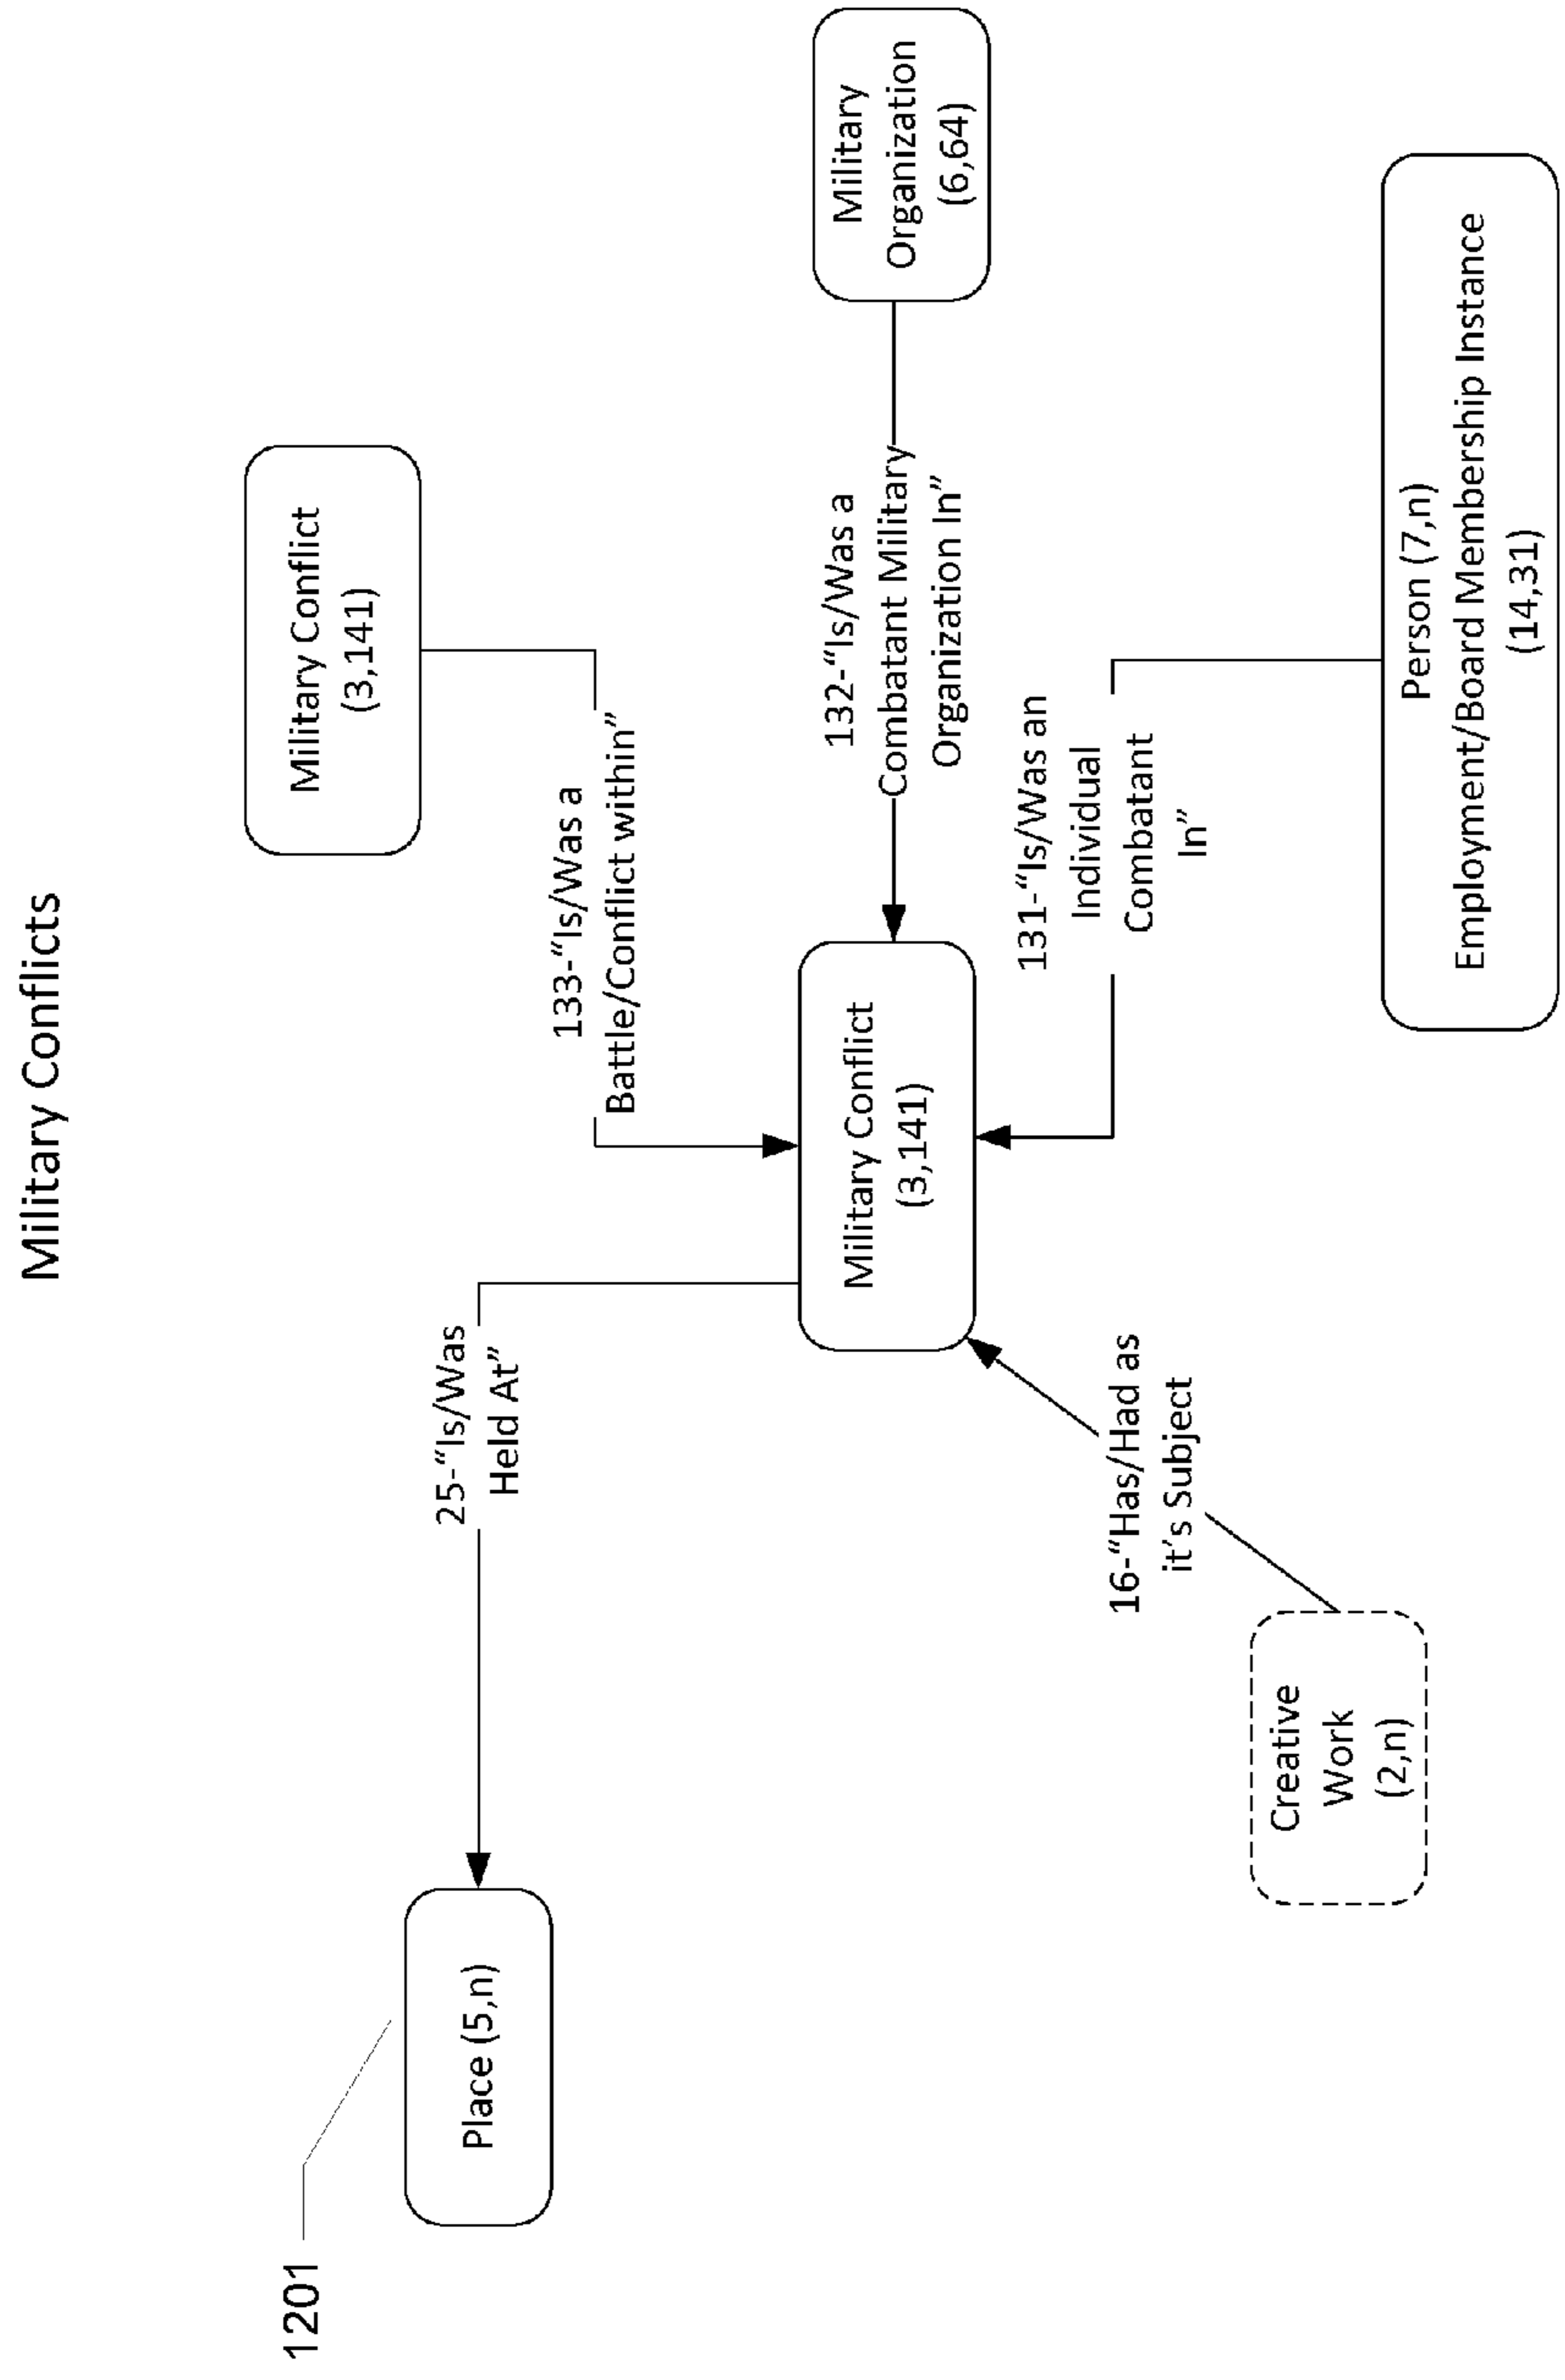 Military Conflicts
1201
Place (5,n)
25-“Is/Was
Held At”
Military Conflict
(3,141)
133-“Is/Was a
Battle/Conflict within”
Military Conflict
(3,141)
132-“Is/Was a
Combatant Military
Organization In”
Military
Organization
(6,64)
16-“Has/Had as
it’s Subject
131-“Is/Was an
Individual
Combatant
In”
Creative
Work
(2,n)
Person (7,n)
Employment/Board Membership Instance
(14,31)